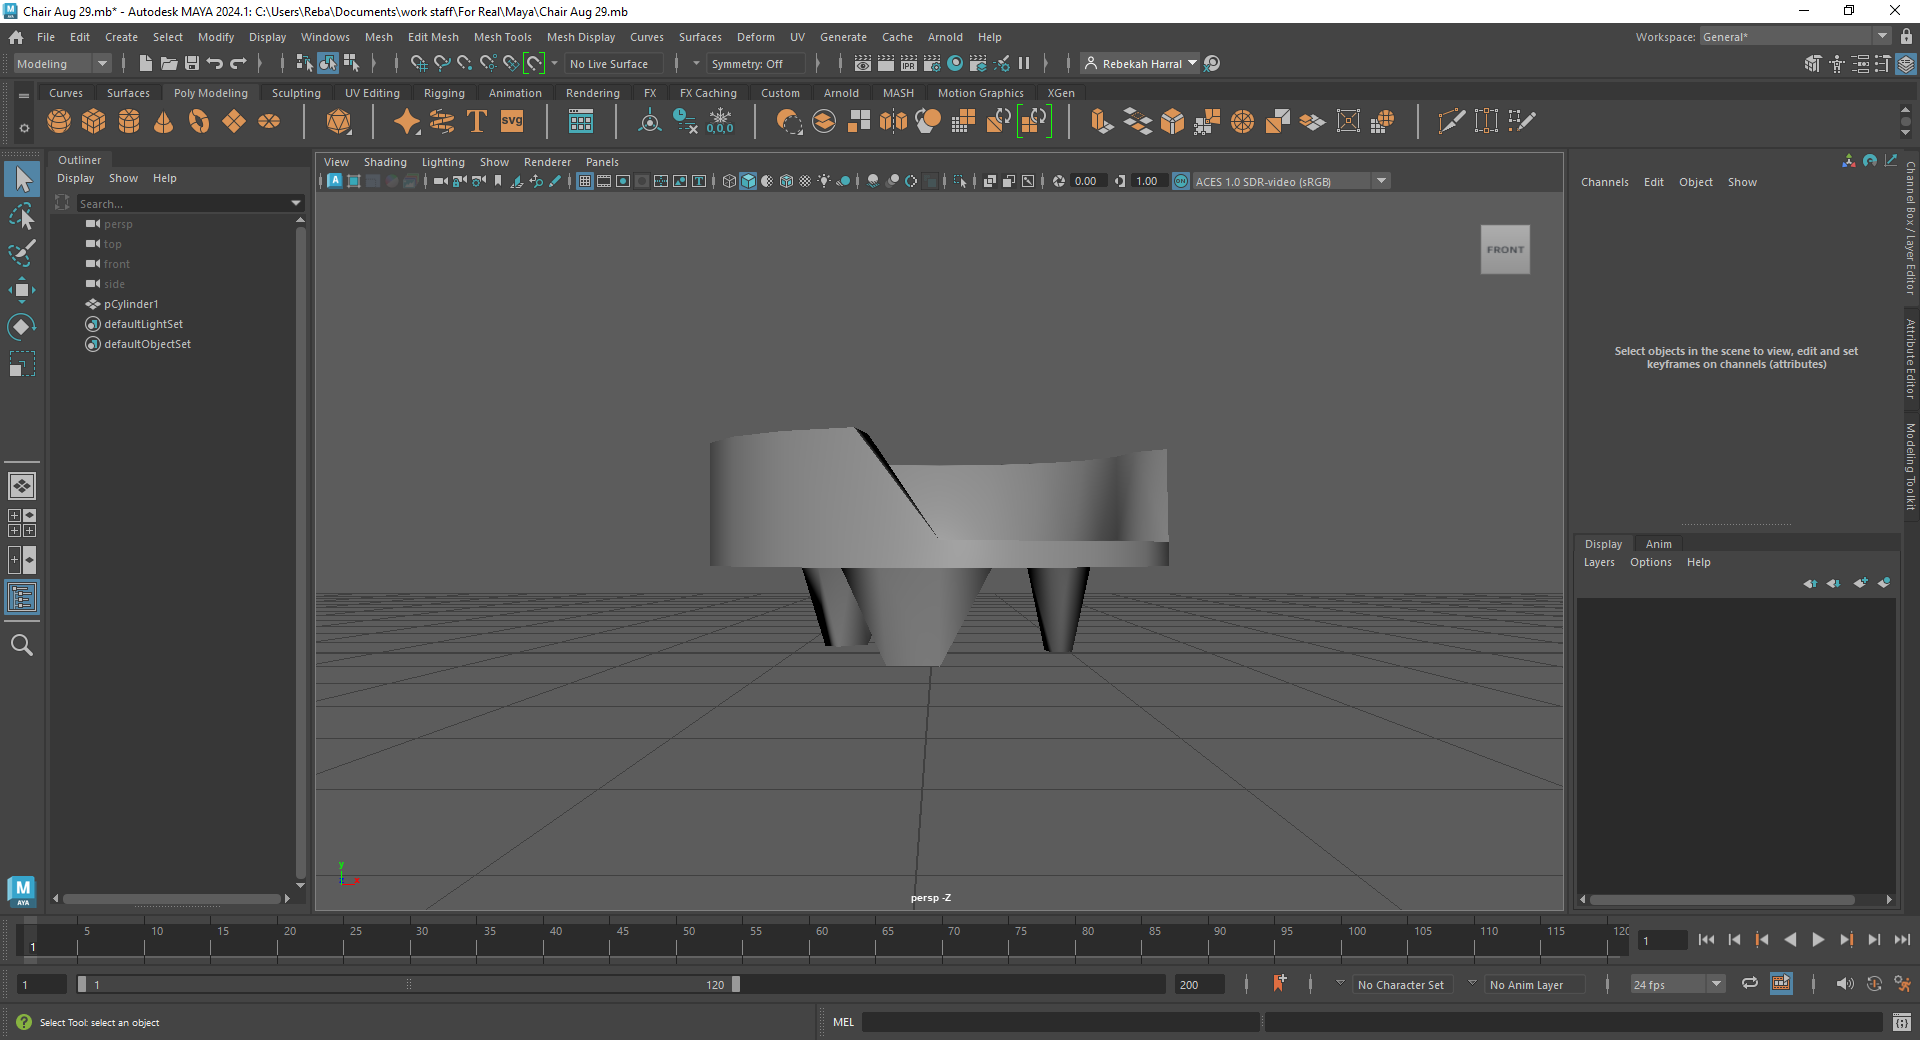 Chair Aug 29.mb* - Autodesk MAYA 2024.1: C:\Users\Reba\Documents\work staff\For Real\Maya\Chair Aug 29.mb
File Edit Create Select Modify Display Windows Mesh Edit Mesh Mesh Tools Mesh Display Curves Surfaces Deform UV Generate Cache Arnold Help Workspace: General*
Modeling No Live Surface Symmetry: Off IPR Rebekah Harral
Curves Surfaces Poly Modeling Sculpting UV Editing Rigging Animation Rendering FX FX Caching Custom Arnold MASH Motion Graphics XGen
T svg 0,0,0
Outliner
Display Show Help
Search...
persp
top
front
side
pCylinder1
defaultLightSet
defaultObjectSet
View Shading Lighting Show Renderer Panels
0.00 1.00 ON ACES 1.0 SDR-video (sRGB)
FRONT
y
persp -Z
Channels Edit Object Show
Select objects in the scene to view, edit and set
keyframes on channels (attributes)
Channel Box / Layer Editor
Attribute Editor
Modeling Toolkit
Display Anim
Layers Options Help
M
AYA
5 10 15 20 25 30 35 40 45 50 55 60 65 70 75 80 85 90 95 100 105 110 115 120
1 1
1 1 120 200 No Character Set No Anim Layer 24 fps
Select Tool: select an object MEL